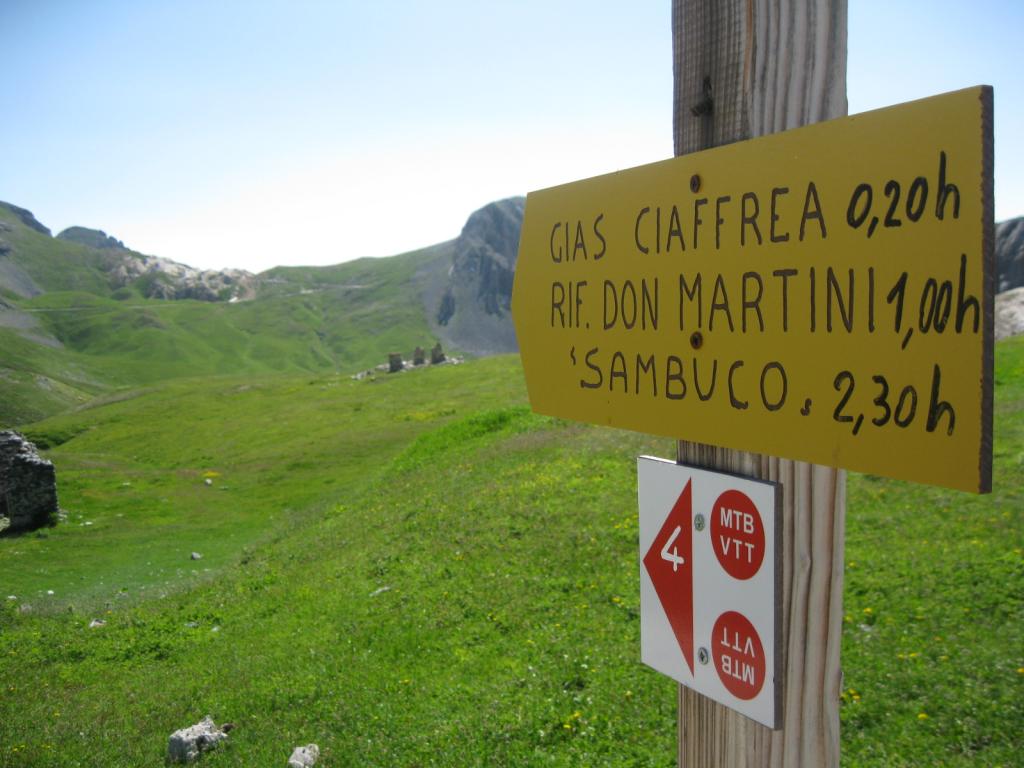 GIAS CIAFFREA 0,20h
RIF. DON MARTINI 1,00h
SAMBUCO. 2,30h
4
MTB
VTT
MTB
VTT